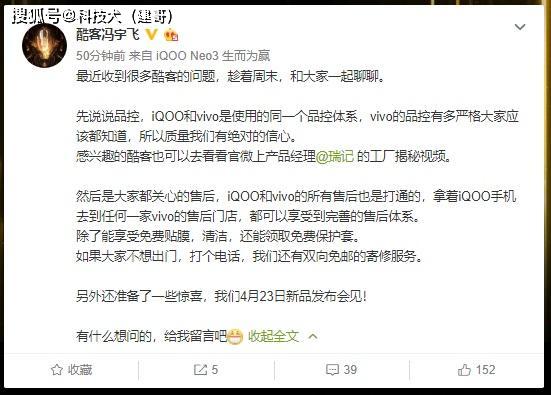 搜狐号@科技犬（建哥）
酷客冯宇飞
50分钟前 来自 iQOO Neo3 生而为赢
最近收到很多酷客的问题，趁着周末，和大家一起聊聊。
先说说品控，iQOO和vivo是使用的同一个品控体系，vivo的品控有多严格大家应
该都知道，所以质量我们有绝对的信心。
感兴趣的酷客也可以去看看官微上产品经理@瑞记 的工厂揭秘视频。
然后是大家都关心的售后，iQOO和vivo的所有售后也是打通的，拿着iQOO手机
去到任何一家vivo的售后门店，都可以享受到完善的售后体系。
除了能享受免费贴膜，清洁，还能领取免费保护套。
如果大家不想出门，打个电话，我们还有双向免邮的寄修服务。
另外还准备了一些惊喜，我们4月23日新品发布会见！
有什么想问的，给我留言吧 收起全文
收藏 5 39 152